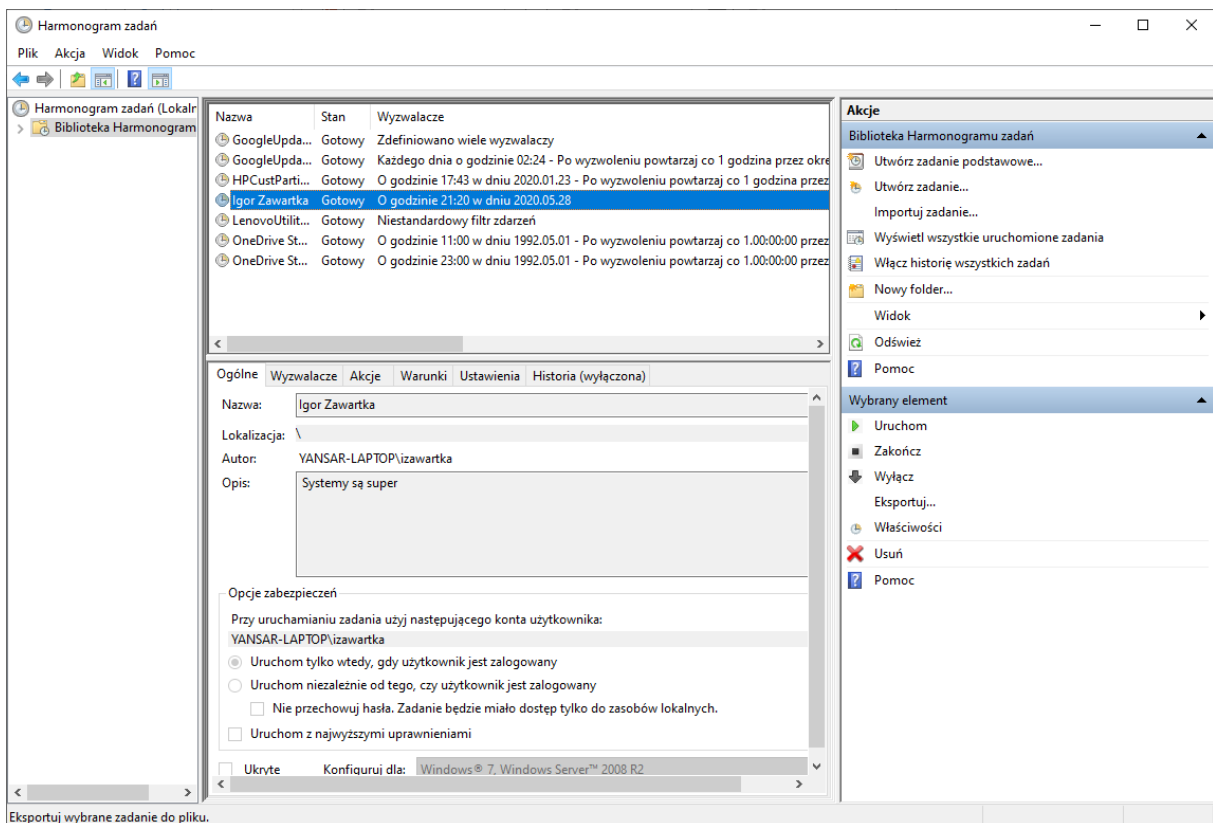 Harmonogram zadań
Plik Akcja Widok Pomoc
Harmonogram zadań (Lokalr
Biblioteka Harmonogram
Nazwa Stan Wyzwalacze
GoogleUpda... Gotowy Zdefiniowano wiele wyzwalaczy
GoogleUpda... Gotowy Każdego dnia o godzinie 02:24 - Po wyzwoleniu powtarzaj co 1 godzina przez okre
HPCustParti... Gotowy O godzinie 17:43 w dniu 2020.01.23 - Po wyzwoleniu powtarzaj co 1 godzina przez
Igor Zawartka Gotowy O godzinie 21:20 w dniu 2020.05.28
LenovoUtilit... Gotowy Niestandardowy filtr zdarzeń
OneDrive St... Gotowy O godzinie 11:00 w dniu 1992.05.01 - Po wyzwoleniu powtarzaj co 1.00:00:00 przez
OneDrive St... Gotowy O godzinie 23:00 w dniu 1992.05.01 - Po wyzwoleniu powtarzaj co 1.00:00:00 przez
Ogólne Wyzwalacze Akcje Warunki Ustawienia Historia (wyłączona)
Nazwa: Igor Zawartka
Lokalizacja: \
Autor: YANSAR-LAPTOP\izawartka
Opis: Systemy są super
Opcje zabezpieczeń
Przy uruchamianiu zadania użyj następującego konta użytkownika:
YANSAR-LAPTOP\izawartka
Uruchom tylko wtedy, gdy użytkownik jest zalogowany
Uruchom niezależnie od tego, czy użytkownik jest zalogowany
Nie przechowuj hasła. Zadanie będzie miało dostęp tylko do zasobów lokalnych.
Uruchom z najwyższymi uprawnieniami
Ukryte Konfiguruj dla: Windows® 7, Windows Server™ 2008 R2
Akcje
Biblioteka Harmonogramu zadań
Utwórz zadanie podstawowe...
Utwórz zadanie...
Importuj zadanie...
Wyświetl wszystkie uruchomione zadania
Włącz historię wszystkich zadań
Nowy folder...
Widok
Odśwież
Pomoc
Wybrany element
Uruchom
Zakończ
Wyłącz
Eksportuj...
Właściwości
Usuń
Pomoc
Eksportuj wybrane zadanie do pliku.